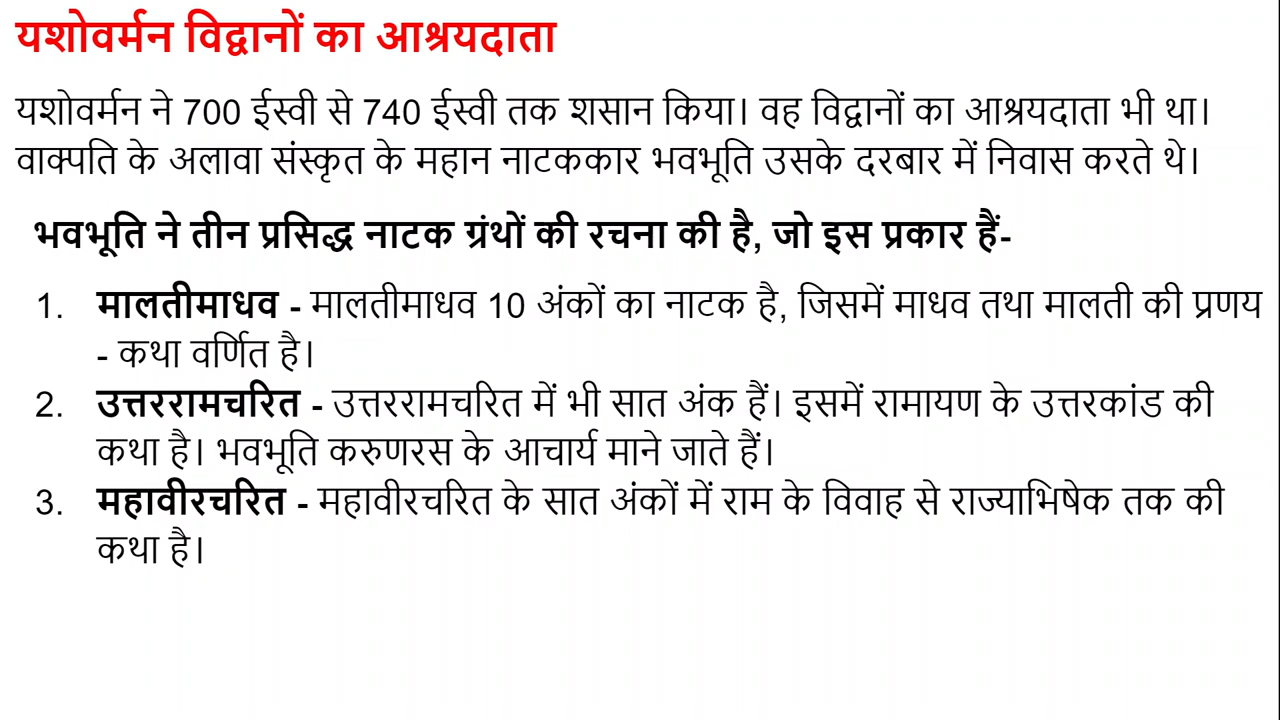 यशोवर्मन विद्वानों का आश्रयदाता
यशोवर्मन ने 700 ईस्वी से 740 ईस्वी तक शसान किया। वह विद्वानों का आश्रयदाता भी था।
वाक्पति के अलावा संस्कृत के महान नाटककार भवभूति उसके दरबार में निवास करते थे।
भवभूति ने तीन प्रसिद्ध नाटक ग्रंथों की रचना की है, जो इस प्रकार हैं-
1. मालतीमाधव - मालतीमाधव 10 अंकों का नाटक है, जिसमें माधव तथा मालती की प्रणय
- कथा वर्णित है।
2. उत्तररामचरित - उत्तररामचरित में भी सात अंक हैं। इसमें रामायण के उत्तरकांड की
कथा है। भवभूति करुणरस के आचार्य माने जाते हैं।
3. महावीरचरित - महावीरचरित के सात अंकों में राम के विवाह से राज्याभिषेक तक की
कथा है।